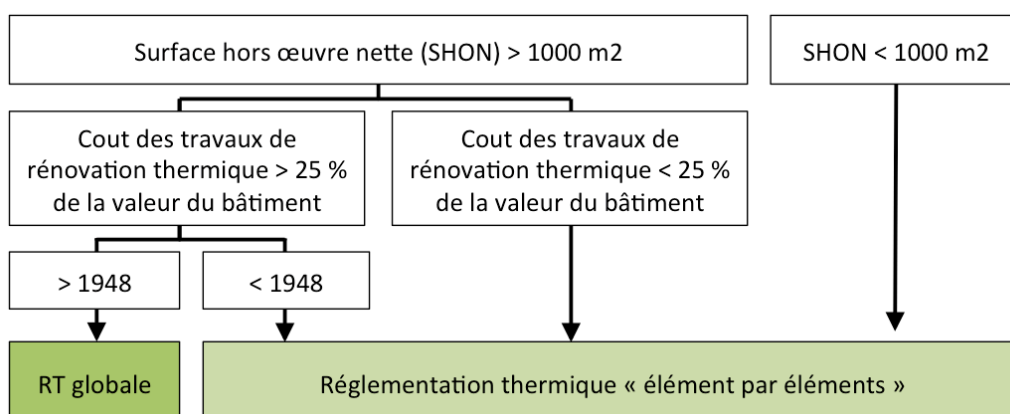 Surface hors œuvre nette (SHON) > 1000 m2
SHON < 1000 m2
Cout des travaux de
rénovation thermique > 25 %
de la valeur du bâtiment
Cout des travaux de
rénovation thermique < 25 %
de la valeur du bâtiment
> 1948
< 1948
RT globale
Réglementation thermique « élément par éléments »